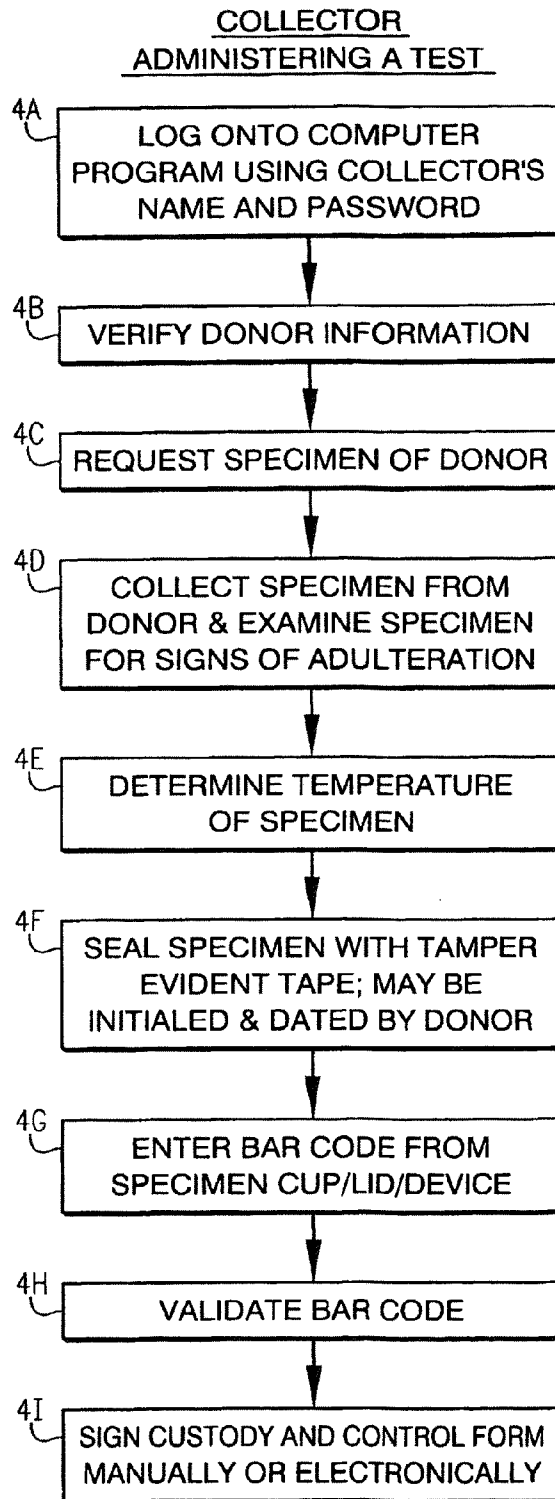 COLLECTOR
ADMINISTERING A TEST
4A
LOG ONTO COMPUTER
PROGRAM USING COLLECTOR'S
NAME AND PASSWORD
4B
VERIFY DONOR INFORMATION
4C
REQUEST SPECIMEN OF DONOR
4D
COLLECT SPECIMEN FROM
DONOR & EXAMINE SPECIMEN
FOR SIGNS OF ADULTERATION
4E
DETERMINE TEMPERATURE
OF SPECIMEN
4F
SEAL SPECIMEN WITH TAMPER
EVIDENT TAPE; MAY BE
INITIALED & DATED BY DONOR
4G
ENTER BAR CODE FROM
SPECIMEN CUP/LID/DEVICE
4H
VALIDATE BAR CODE
4I
SIGN CUSTODY AND CONTROL FORM
MANUALLY OR ELECTRONICALLY